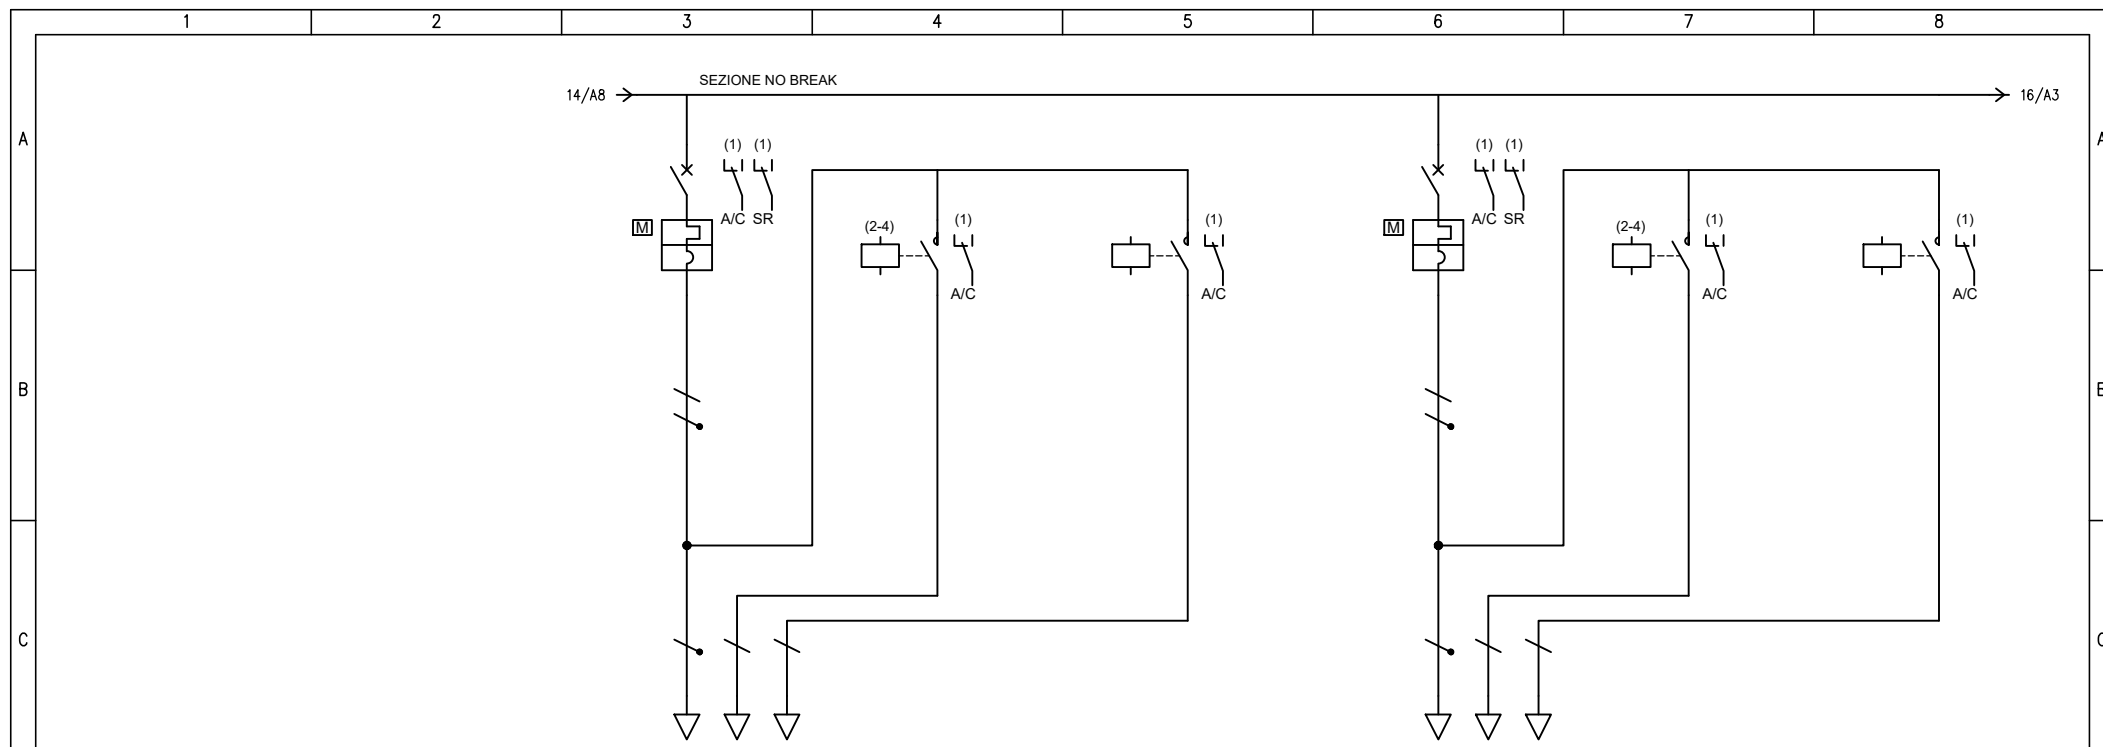 1 2 3 4 5 6 7 8
SEZIONE NO BREAK
14/A8 16/A3
A A
(1) (1) (1) (1)
A/C SR A/C SR
M (2-4) (1) (1) M (2-4) (1) (1)
A/C A/C A/C A/C
B
C